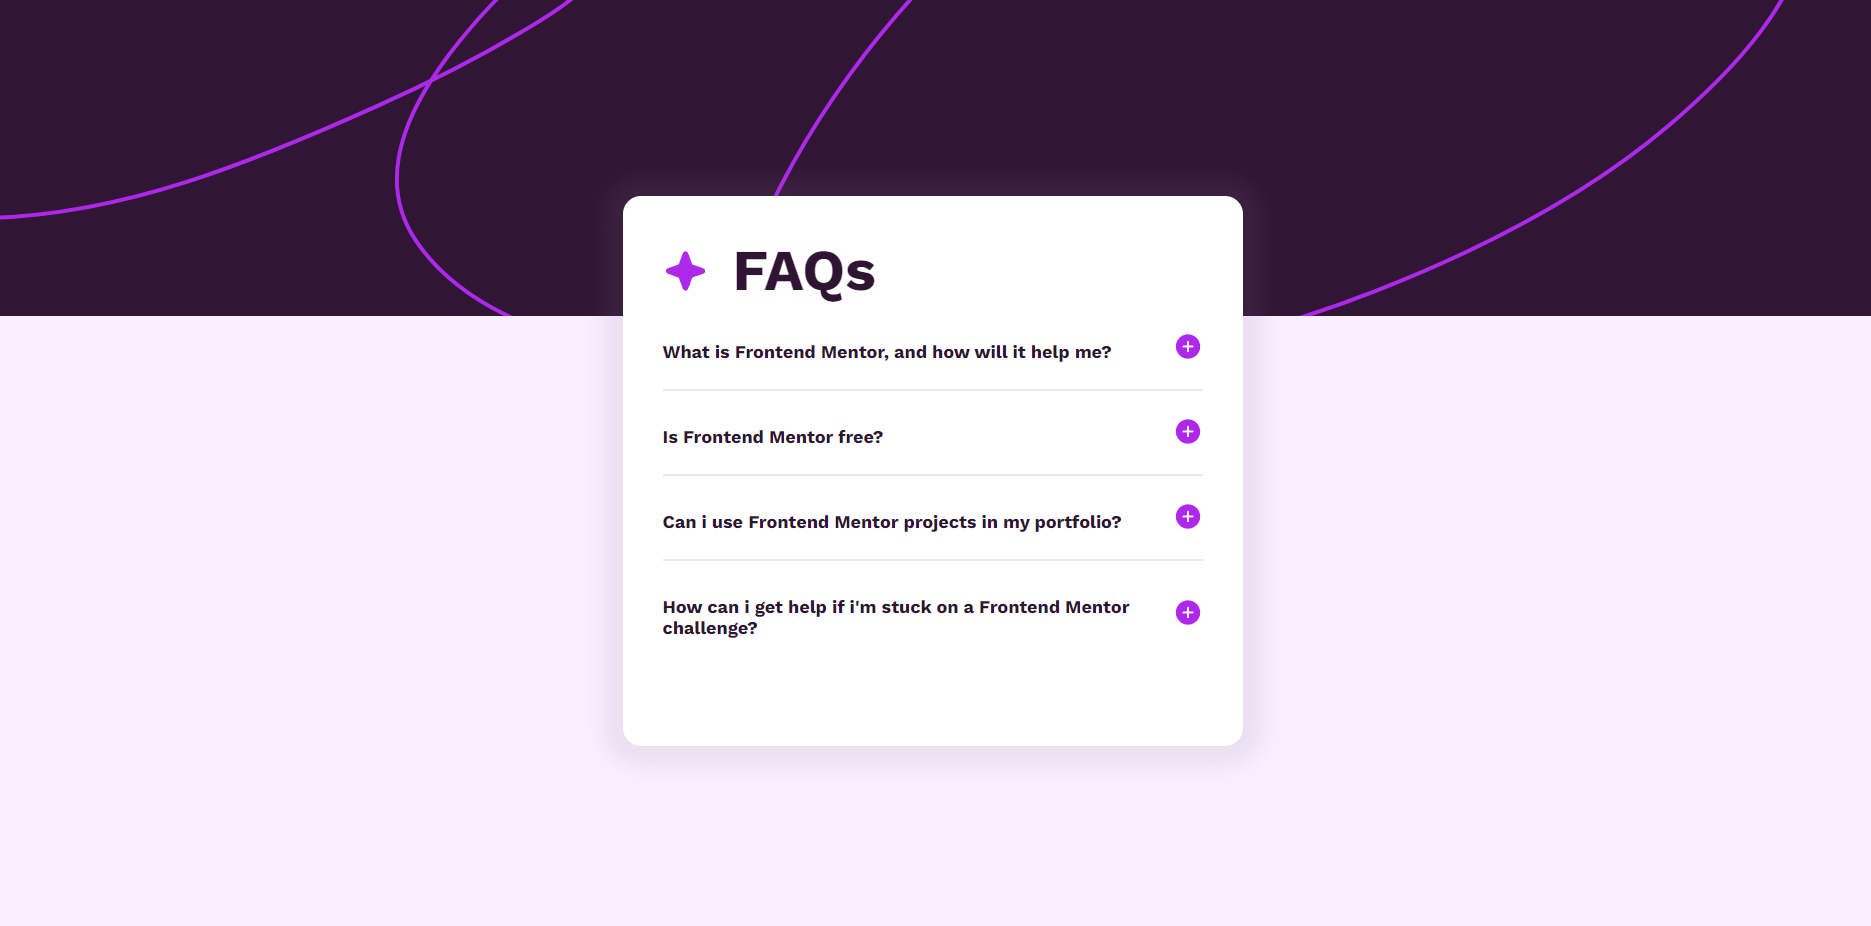 FAQs
What is Frontend Mentor, and how will it help me?
Is Frontend Mentor free?
Can i use Frontend Mentor projects in my portfolio?
How can i get help if i'm stuck on a Frontend Mentor
challenge?